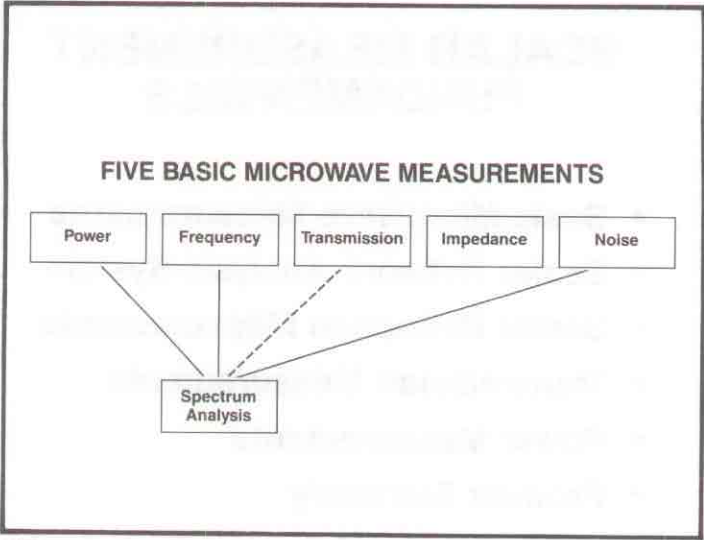 FIVE BASIC MICROWAVE MEASUREMENTS
Power
Frequency
Transmission
Impedance
Noise
Spectrum
Analysis